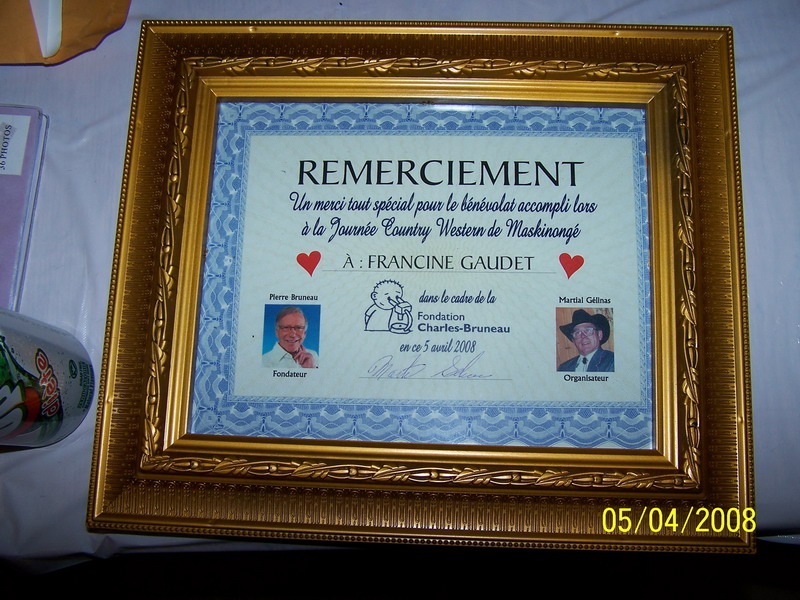 36 PHOTOS
REMERCIEMENT
Un merci tout spécial pour le bénévolat accompli lors
à la Journée Country Western de Maskinongé
À : FRANCINE GAUDET
dans le cadre de la
Fondation
Charles-Bruneau
en ce 5 avril 2008
Pierre Bruneau
Fondateur
Martial Gélinas
Organisateur
05/04/2008